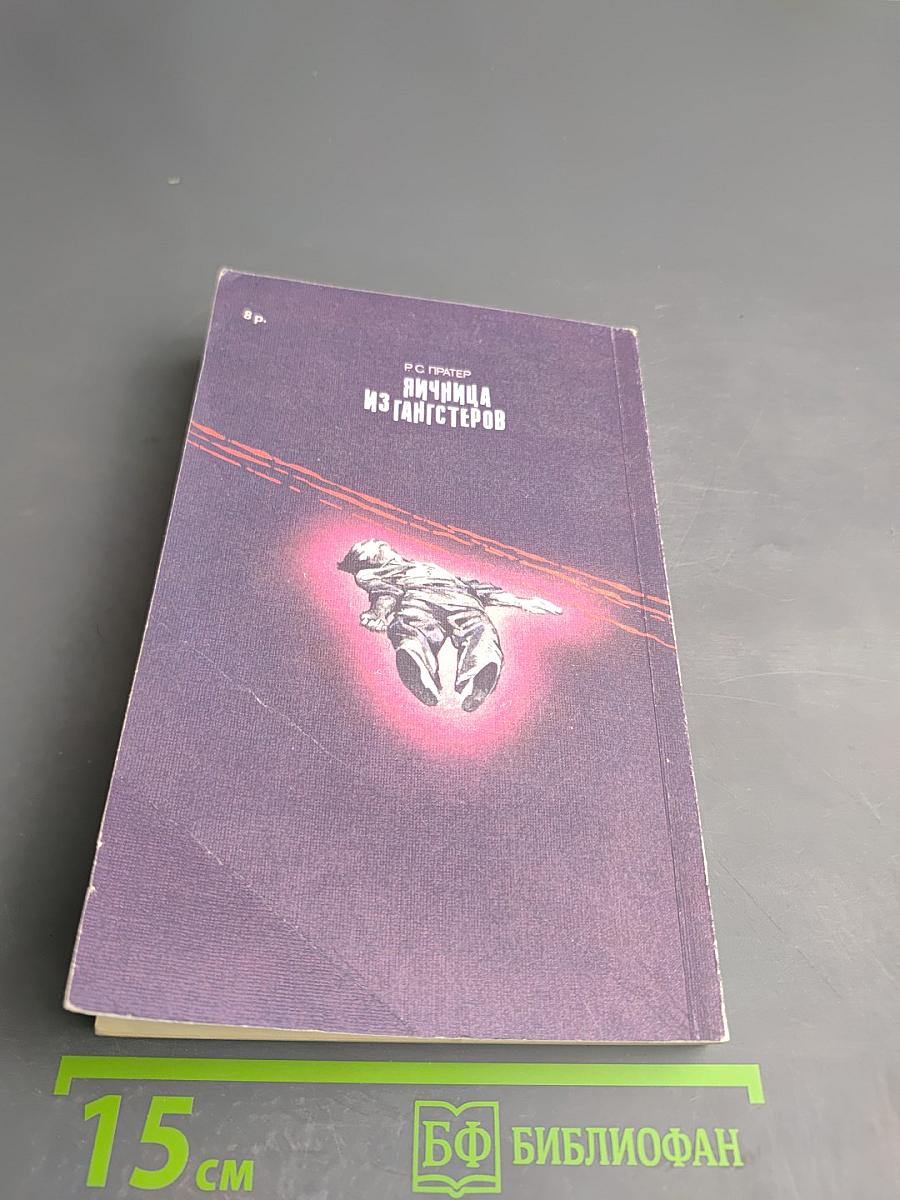 8 р.
Р. С. ПРАТЕР
ЯИЧНИЦА
ИЗ ГАНГСТЕРОВ
15 см
БФ БИБЛИОФАН